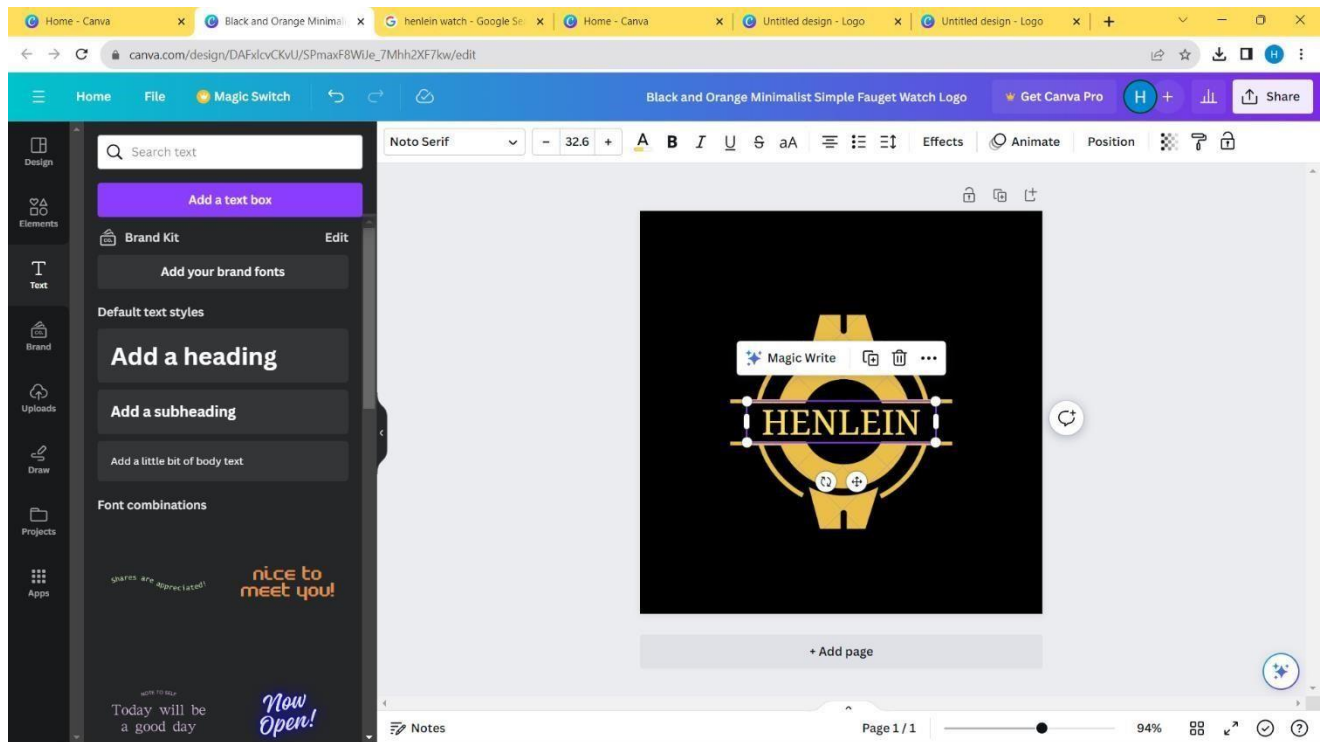 Home - Canva
Black and Orange Minimal
henlein watch - Google Se
Home - Canva
Untitled design - Logo
Untitled design - Logo
canva.com/design/DAFxlcvCKvU/SPmaxF8WiJe_7Mhh2XF7kw/edit
H
Home File Magic Switch
Black and Orange Minimalist Simple Fauget Watch Logo
Get Canva Pro
H
Share
Design
Elements
Text
Brand
Uploads
Draw
Projects
Apps
Search text
Add a text box
Brand Kit Edit
Add your brand fonts
Default text styles
Add a heading
Add a subheading
Add a little bit of body text
Font combinations
shares are appreciated!
nice to
meet you!
NOTE TO SELF
Today will be
a good day
Now
Open!
Noto Serif - 32.6 + A B I U S aA Effects Animate Position
Magic Write
HENLEIN
+ Add page
Notes
Page 1 / 1
94%